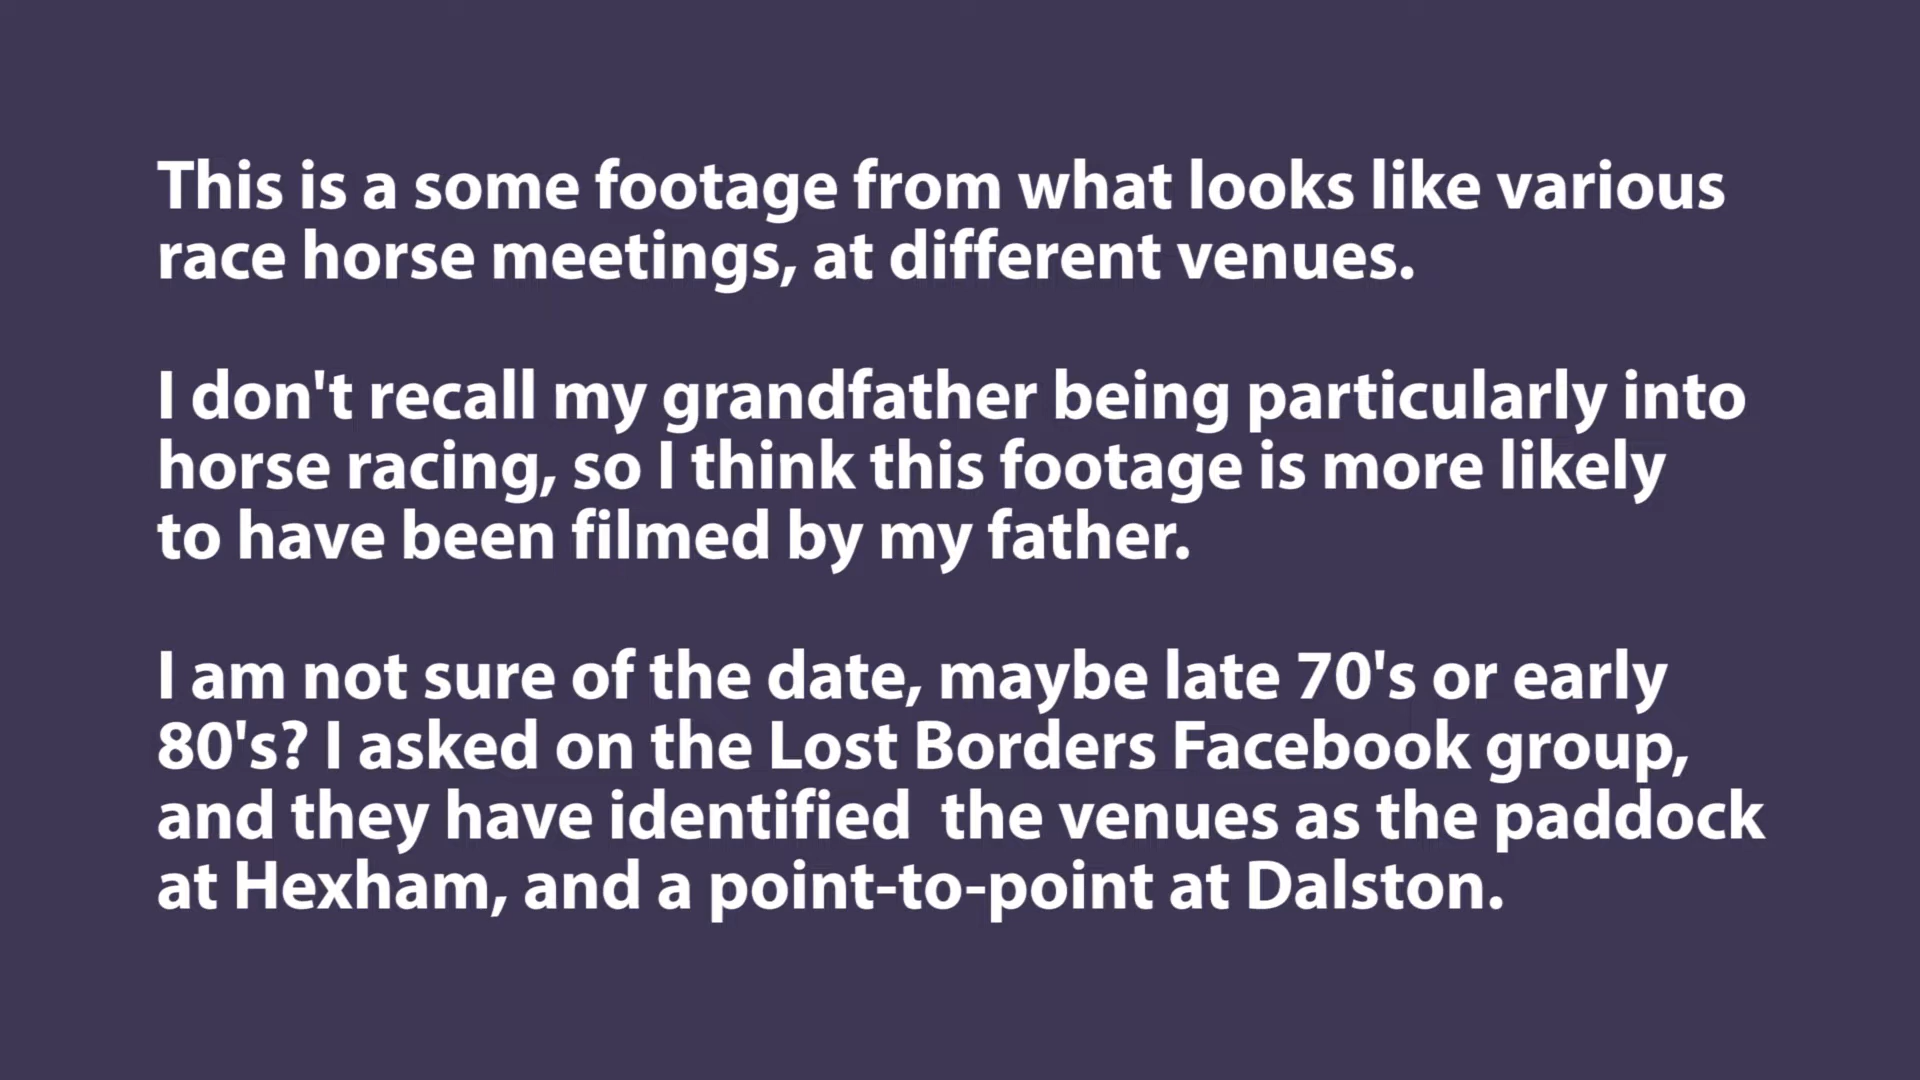 This is a some footage from what looks like various
race horse meetings, at different venues.
I don't recall my grandfather being particularly into
horse racing, so I think this footage is more likely
to have been filmed by my father.
I am not sure of the date, maybe late 70's or early
80's? I asked on the Lost Borders Facebook group,
and they have identified  the venues as the paddock
at Hexham, and a point-to-point at Dalston.